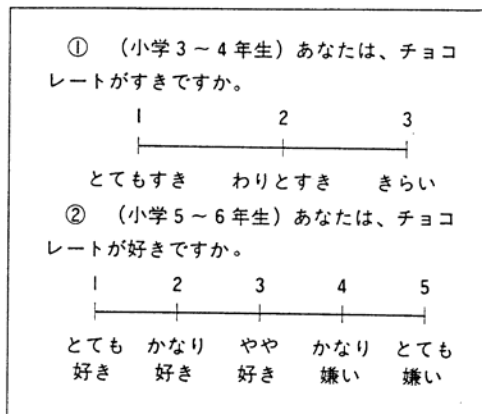 ① (小学3～4年生) あなたは、チョコ
レートがすきですか。
1 2 3
とてもすき わりとすき きらい
② (小学5～6年生) あなたは、チョコ
レートが好きですか。
1 2 3 4 5
とても かなり やや かなり とても
好き 好き 好き 嫌い 嫌い